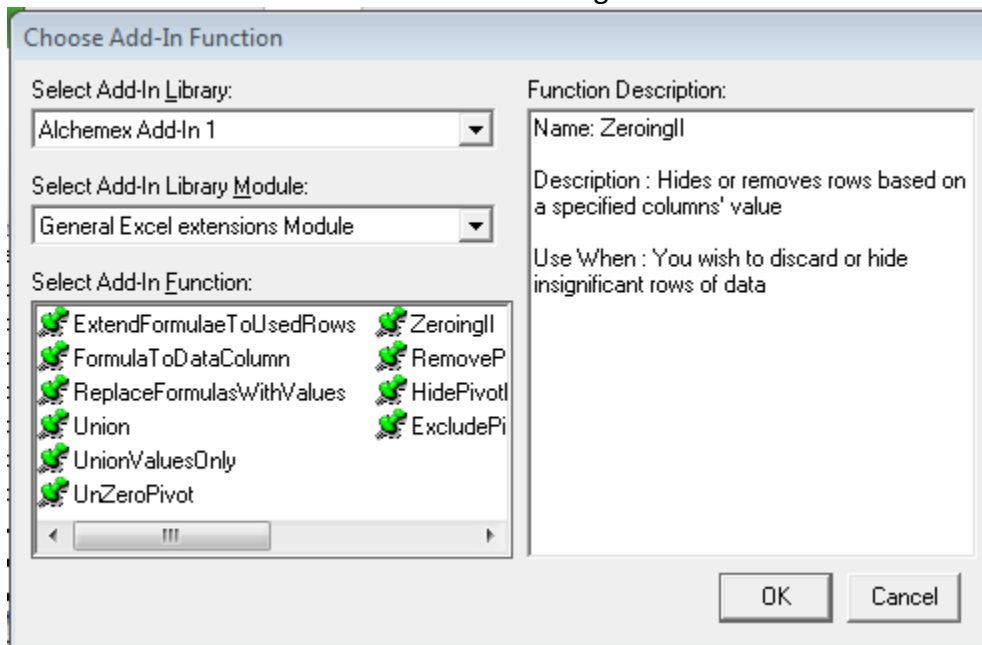 Choose Add-In Function
Select Add-In Library:
Alchemex Add-In 1
Select Add-In Library Module:
General Excel extensions Module
Select Add-In Function:
ExtendFormulaeToUsedRows
FormulaToDataColumn
ReplaceFormulasWithValues
Union
UnionValuesOnly
UnZeroPivot
ZeroingII
RemoveP
HidePivot
ExcludePi
Function Description:
Name: ZeroingII
Description : Hides or removes rows based on
a specified columns' value
Use When : You wish to discard or hide
insignificant rows of data
OK
Cancel